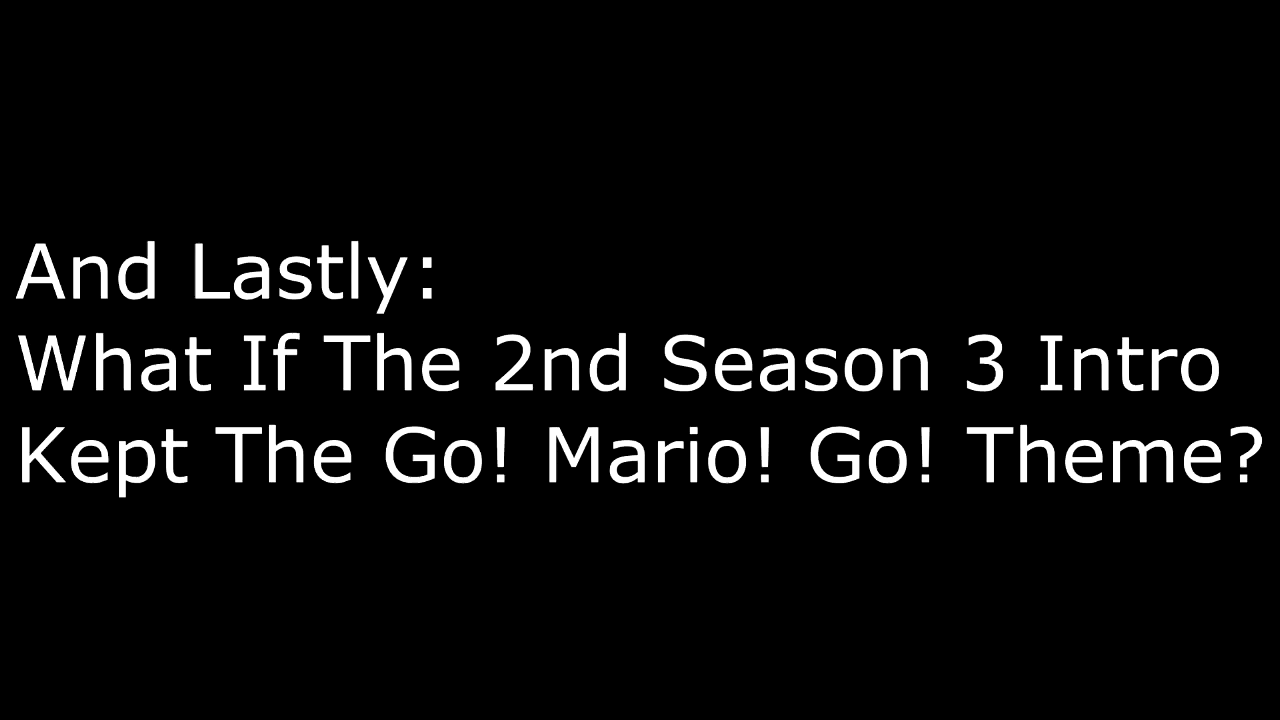 And Lastly:
What If The 2nd Season 3 Intro
Kept The Go! Mario! Go! Theme?